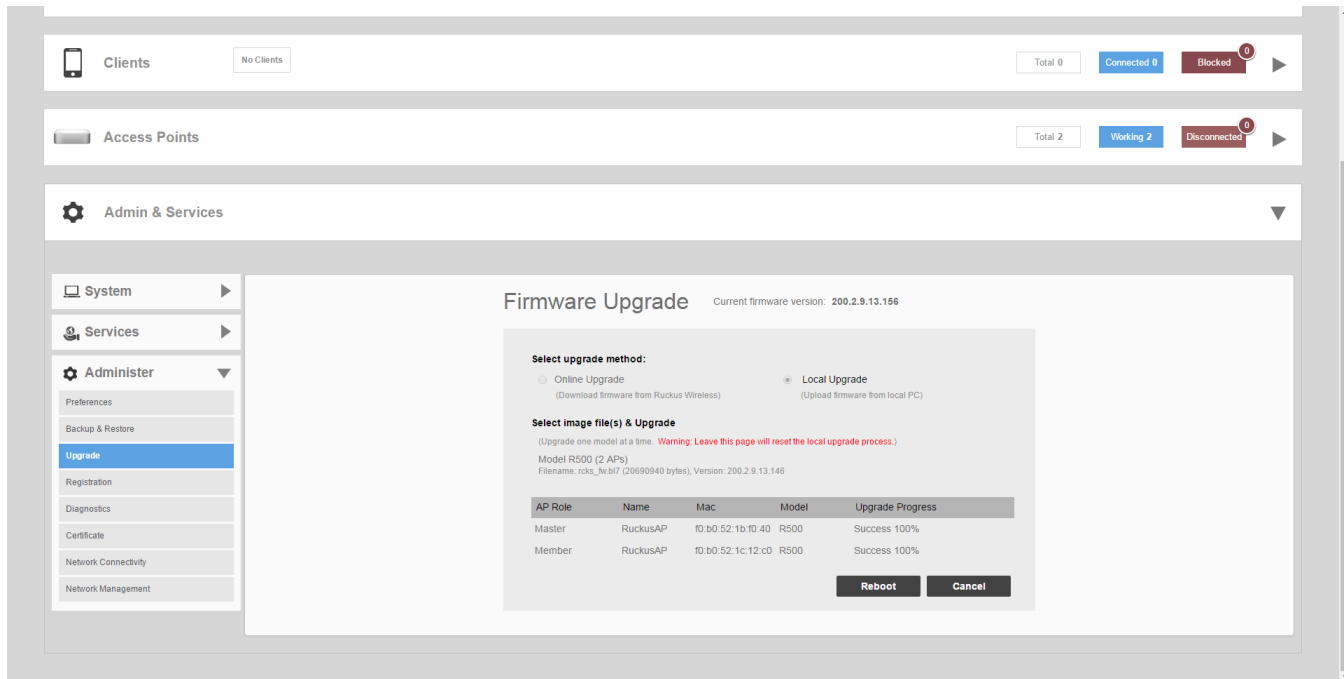 Clients
No Clients
Total 0
Connected 0
Blocked
0
Access Points
Total 2
Working 2
Disconnected
0
Admin & Services
System
Services
Administer
Preferences
Backup & Restore
Upgrade
Registration
Diagnostics
Certificate
Network Connectivity
Network Management
Firmware Upgrade Current firmware version: 200.2.9.13.156
Select upgrade method:
Online Upgrade Local Upgrade
(Download firmware from Ruckus Wireless) (Upload firmware from local PC)
Select image file(s) & Upgrade
(Upgrade one model at a time. Warning: Leave this page will reset the local upgrade process.)
Model R500 (2 APs)
Filename: rcks_fw.bl7 (20690940 bytes), Version: 200.2.9.13.146
AP Role Name Mac Model Upgrade Progress
Master RuckusAP f0:b0:52:1b:f0:40 R500 Success 100%
Member RuckusAP f0:b0:52:1c:12:c0 R500 Success 100%
Reboot Cancel